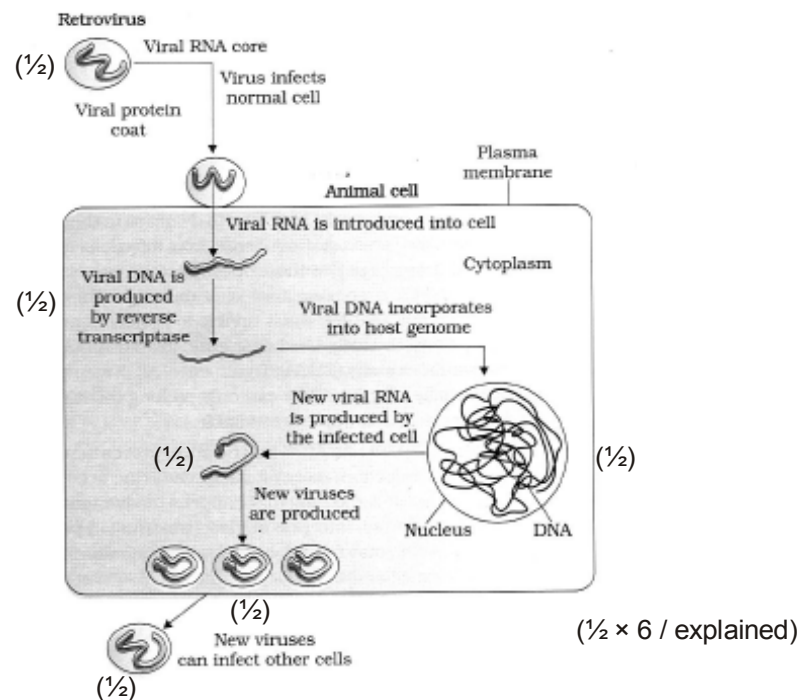 Retrovirus
(½)
Viral RNA core
Virus infects
normal cell
Viral protein
coat
Plasma
membrane
Animal cell
Viral RNA is introduced into cell
Cytoplasm
(½)
Viral DNA is
produced
by reverse
transcriptase
Viral DNA incorporates
into host genome
New viral RNA
is produced by
the infected cell
(½)
(½)
New viruses
are produced
Nucleus
DNA
(½)
(½ × 6 / explained)
New viruses
can infect other cells
(½)